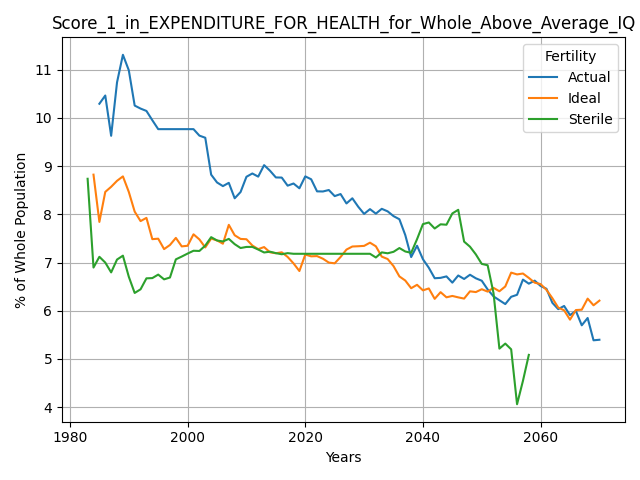 Score_1_in_EXPENDITURE_FOR_HEALTH_for_Whole_Above_Average_IQ
Fertility
Actual
Ideal
Sterile
% of Whole Population
11
10
9
8
7
6
5
4
1980 2000 2020 2040 2060
Years